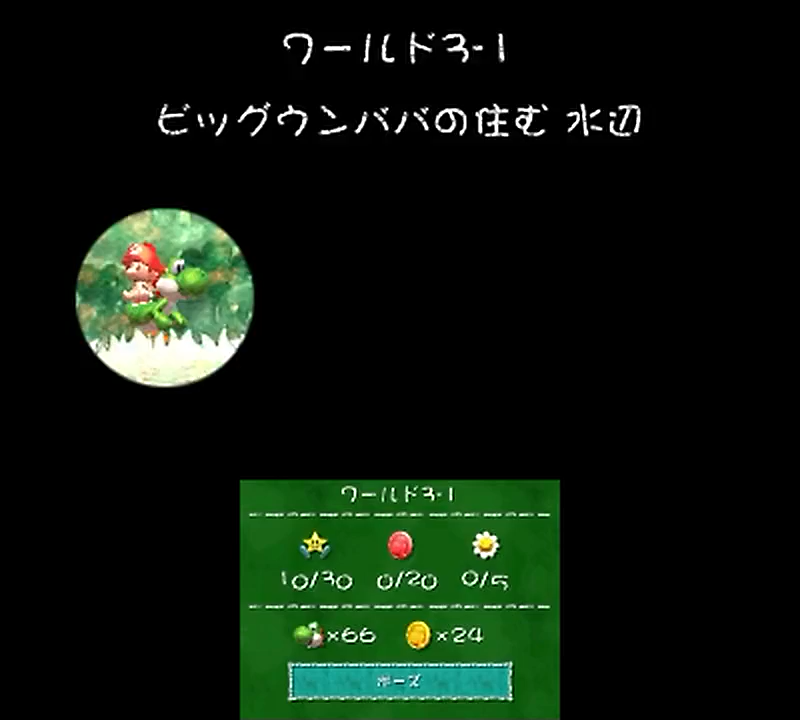 ワールド3-1
ビッグウンババの住む 水辺
ワールド3-1
10/30 0/20 0/5
×66 ×24
ポーズ